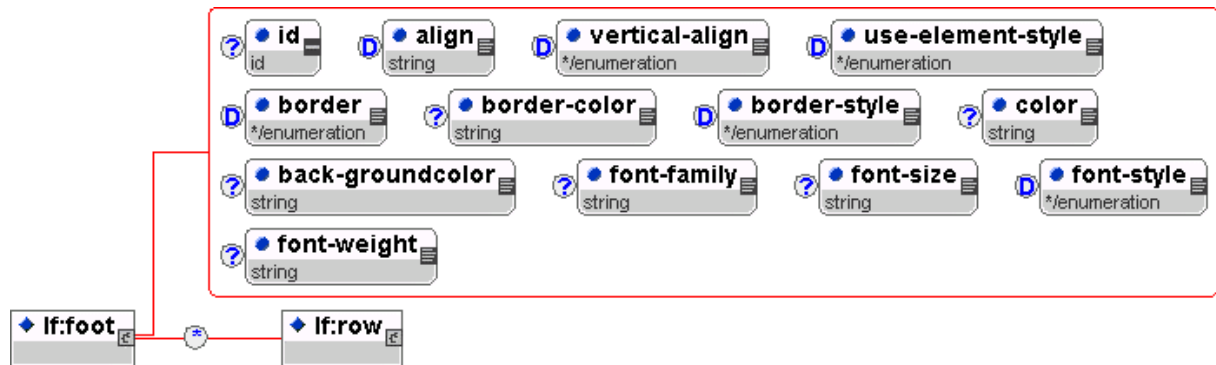 ? id D align D vertical-align D use-element-style
id string */enumeration */enumeration
D border ? border-color D border-style ? color
*/enumeration string */enumeration string
? back-groundcolor ? font-family ? font-size D font-style
string string string */enumeration
? font-weight
string
lf:foot * lf:row